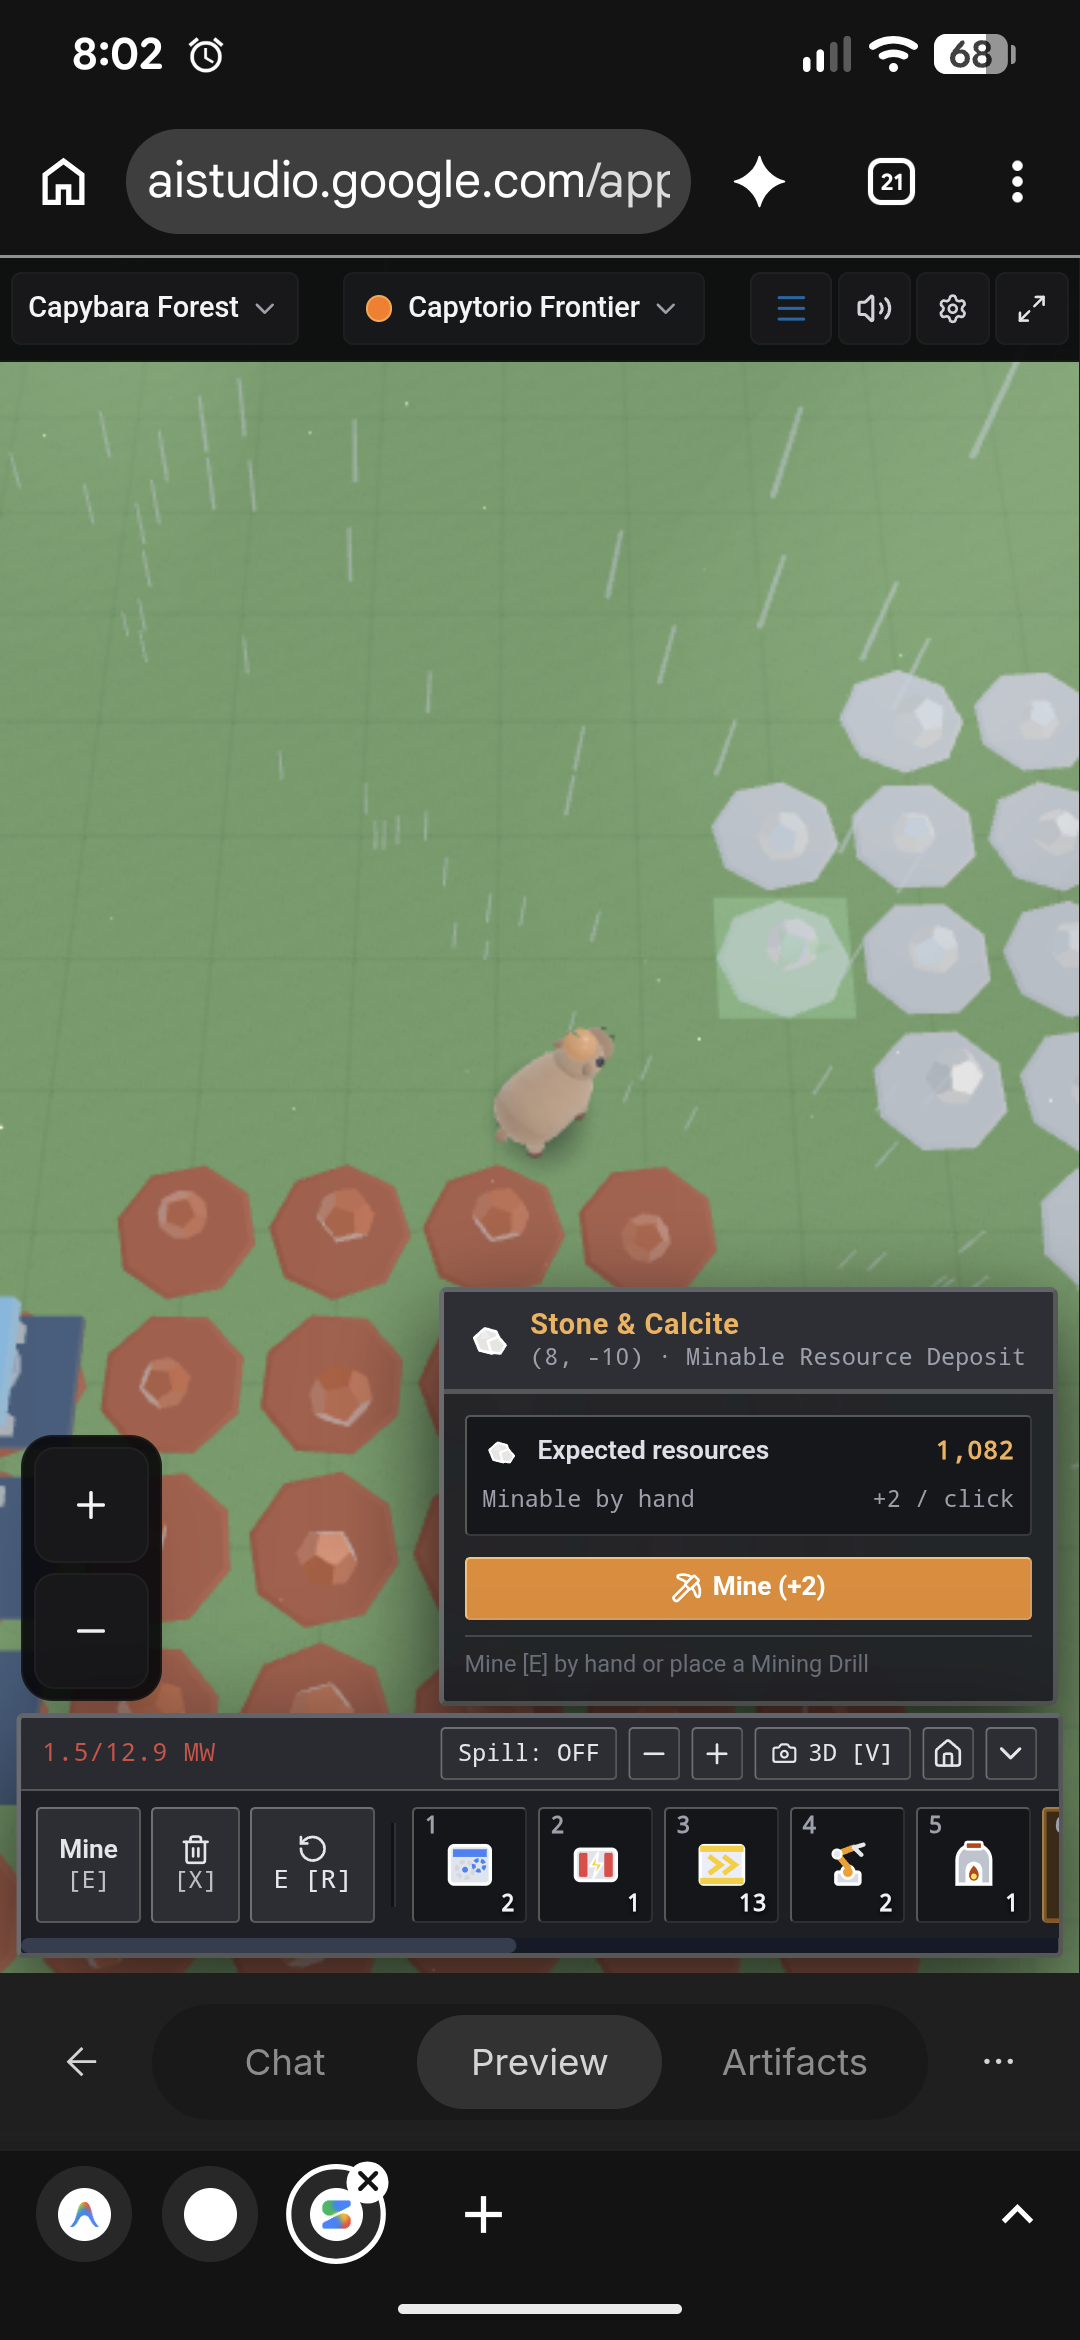 8:02
68
aistudio.google.com/app
21
Capybara Forest
Capytorio Frontier
Stone & Calcite
(8, -10) · Minable Resource Deposit
Expected resources 1,082
Minable by hand +2 / click
Mine (+2)
Mine [E] by hand or place a Mining Drill
1.5/12.9 MW
Spill: OFF
3D [V]
Mine
[E]
[X]
E [R]
1
2
2
1
3
13
4
2
5
1
Chat
Preview
Artifacts